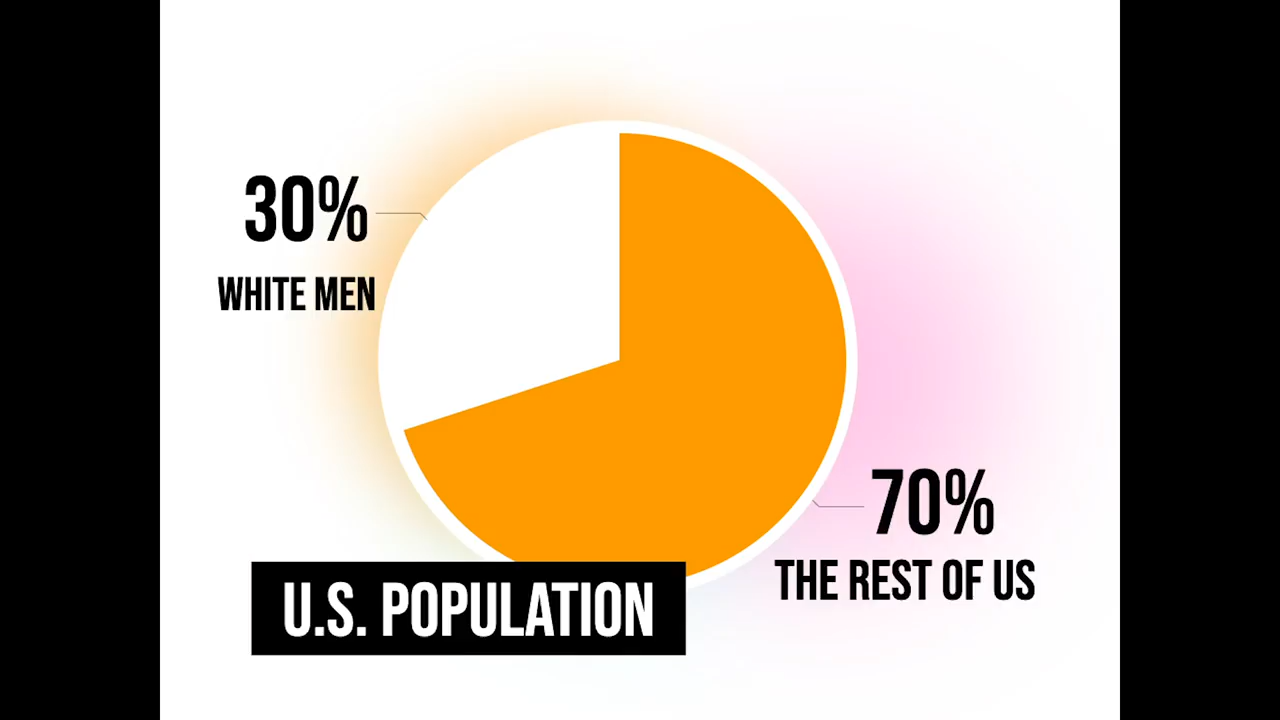 30%
WHITE MEN
70%
THE REST OF US
U.S. POPULATION